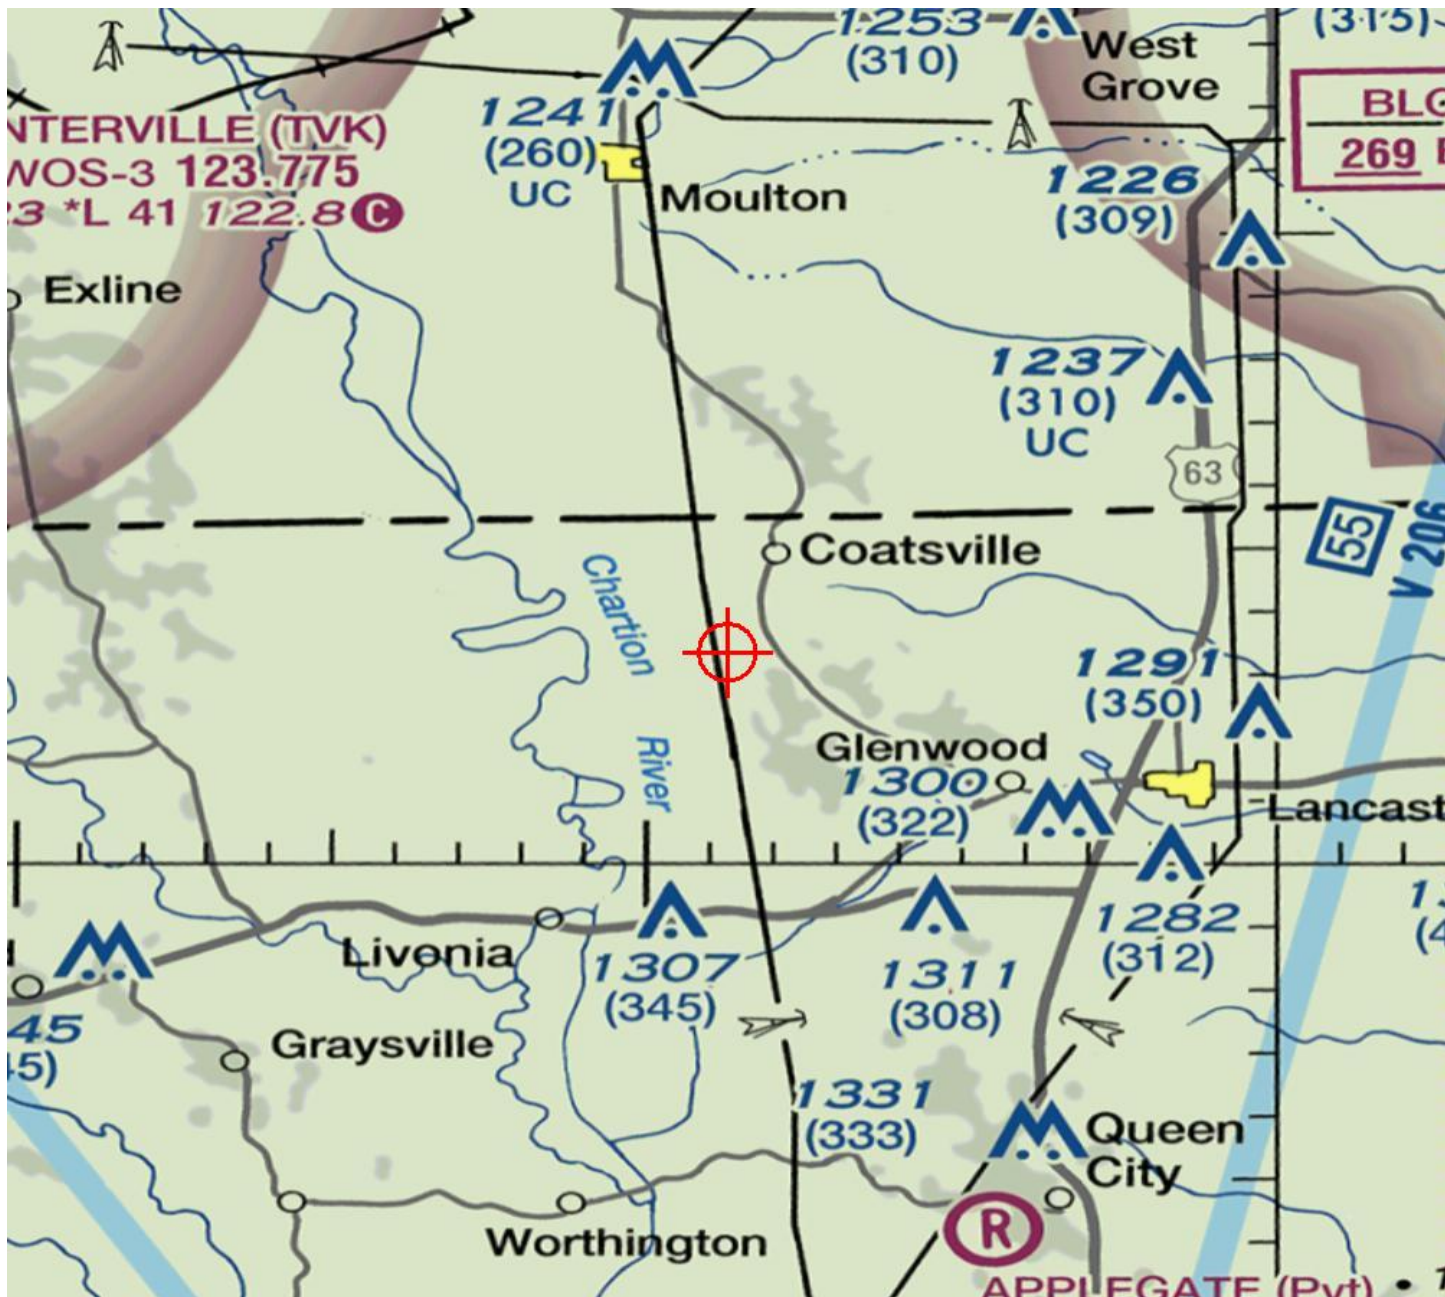 1253
(310)
(315)
West
Grove
BLG
269
1241
(260)
UC
NTERVILLE (TVK)
WOS-3 123.775
23 *L 41 122.8 C
Moulton
1226
(309)
Exline
1237
(310)
UC
63
55
V 206
Coatsville
Chartion
River
1291
(350)
Glenwood
1300
(322)
Lancast
1282
(312)
Livonia
1307
(345)
1311
(308)
45
Graysville
1331
(333)
Queen
City
R
Worthington
APPLEGATE (Pvt)